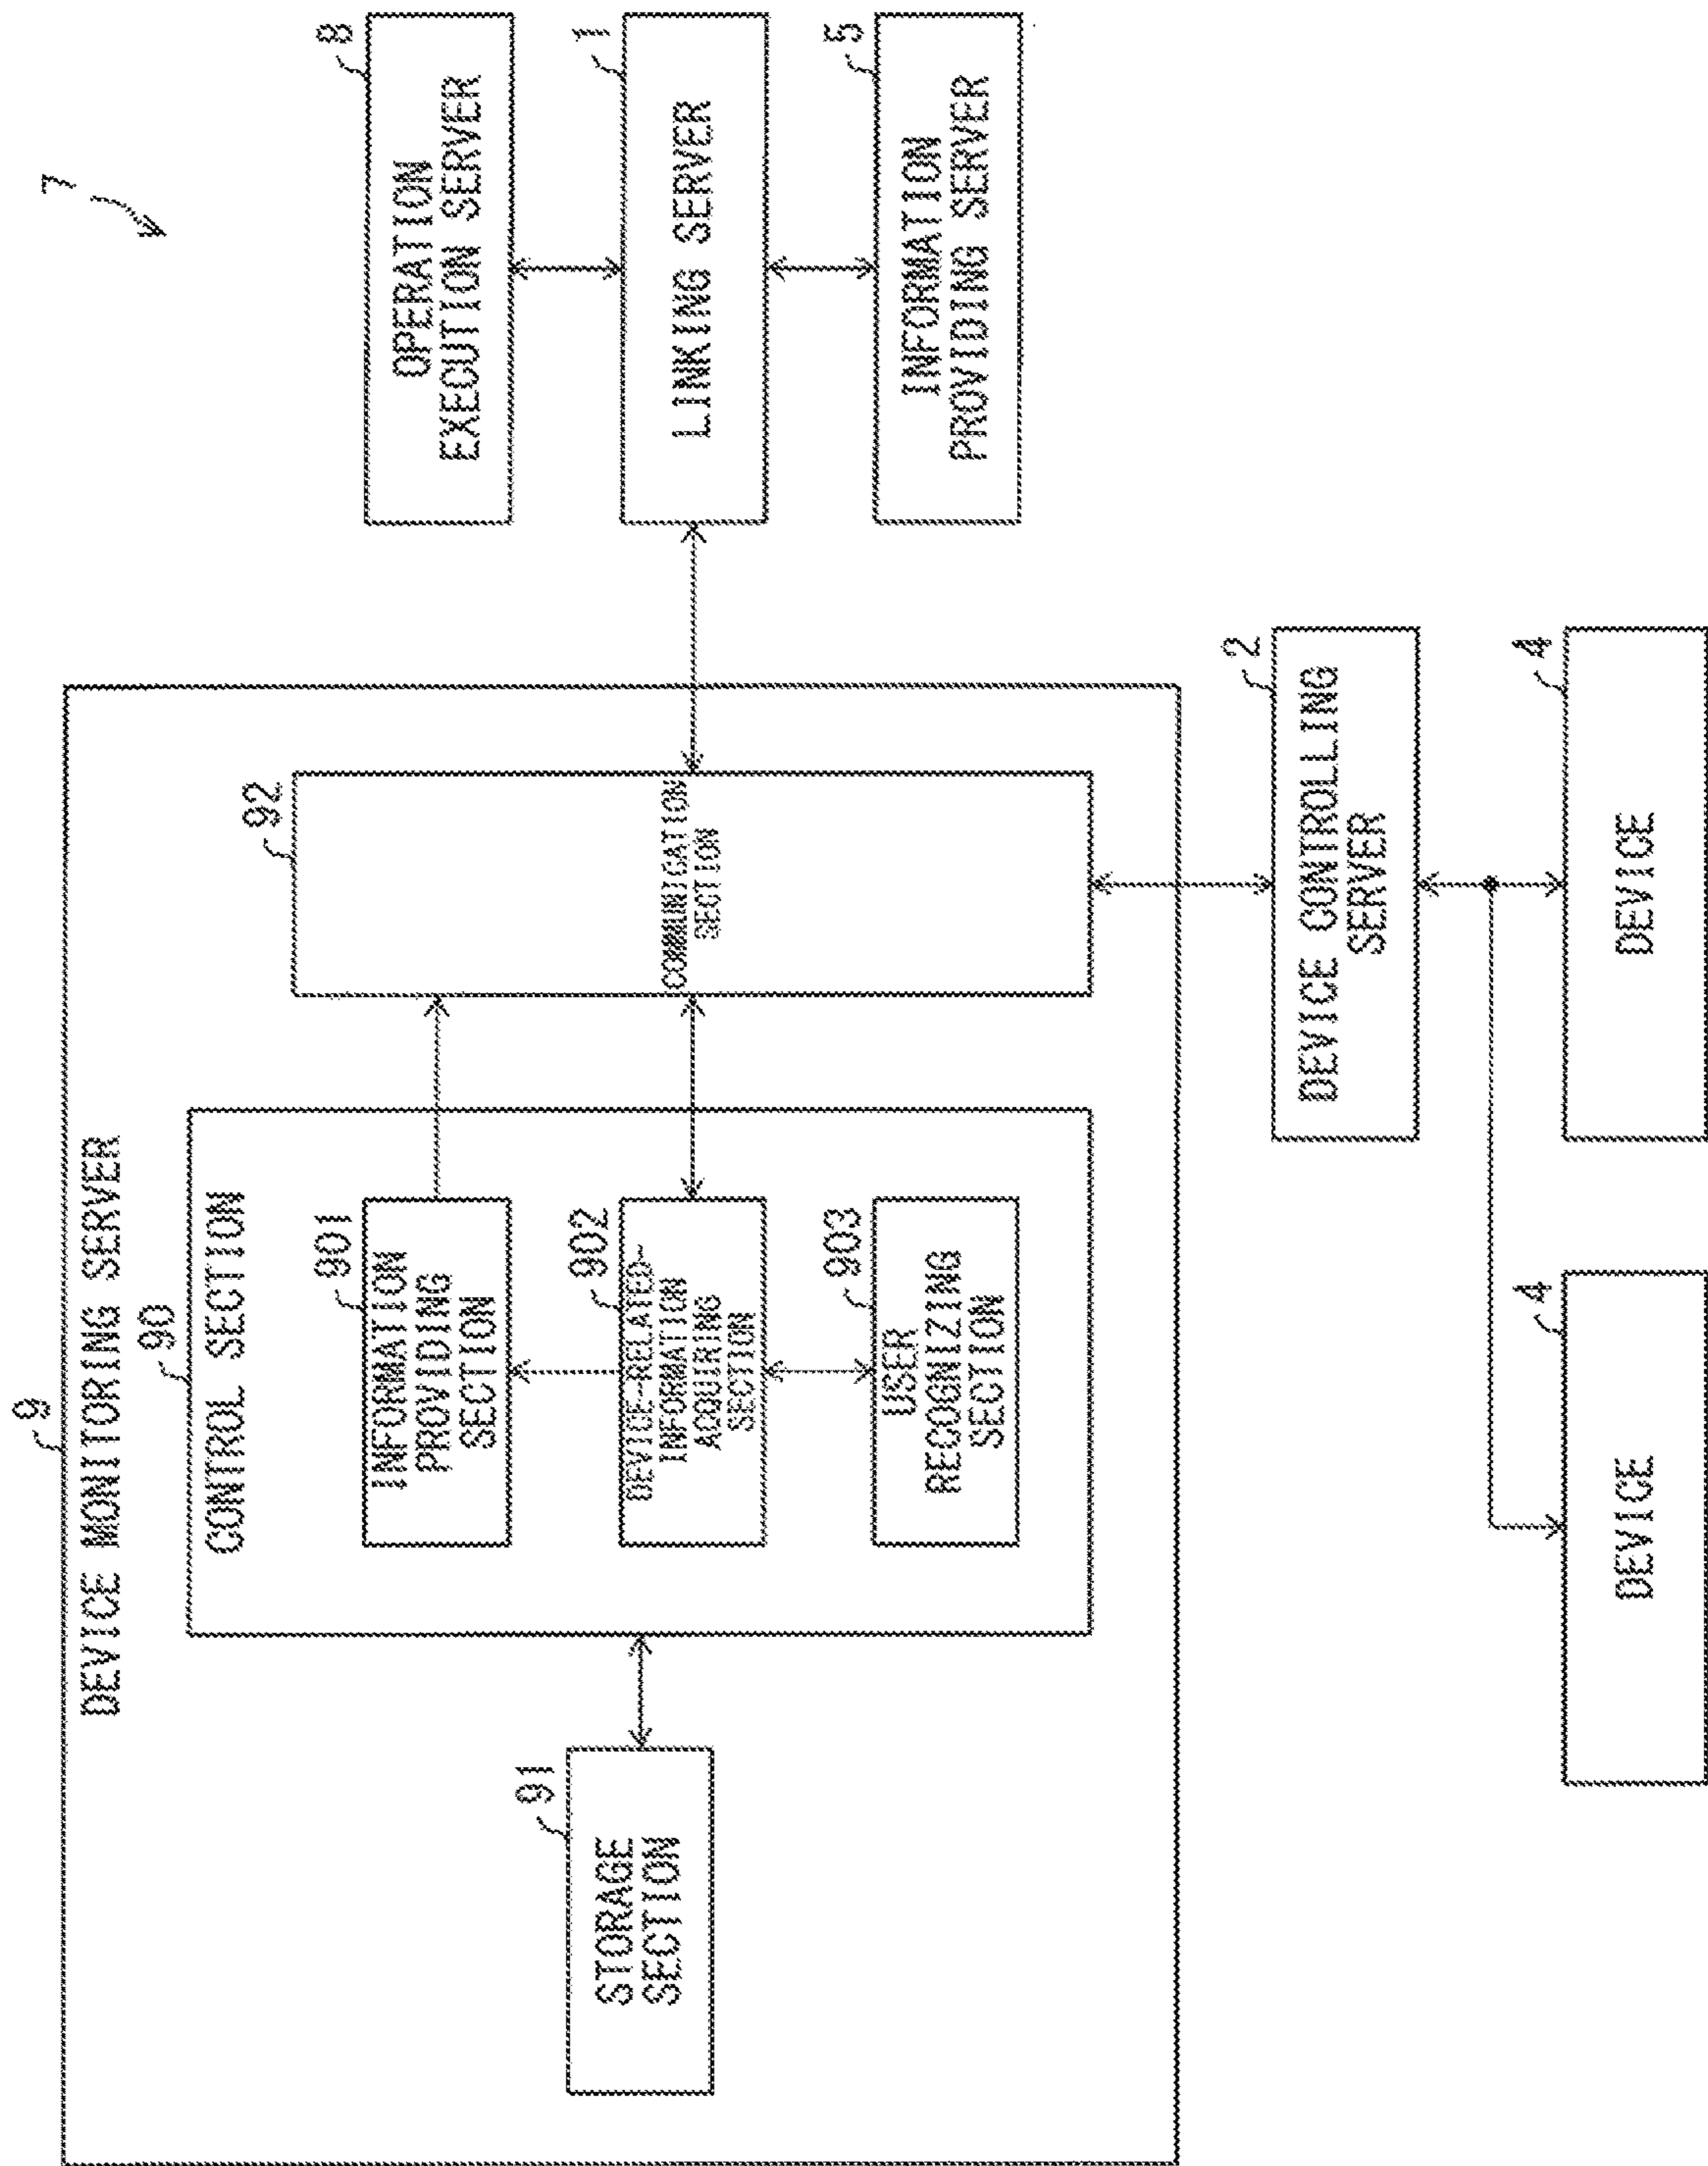 7
9
DEVICE MONITORING SERVER
90
CONTROL SECTION
91
STORAGE
SECTION
901
INFORMATION
PROVIDING
SECTION
902
DEVICE-RELATED-
INFORMATION
ACQUIRING
SECTION
903
USER
RECOGNIZING
SECTION
92
COMMUNICATION
SECTION
8
OPERATION
EXECUTION SERVER
1
LINKING SERVER
5
INFORMATION
PROVIDING SERVER
2
DEVICE CONTROLLING
SERVER
4
DEVICE
4
DEVICE